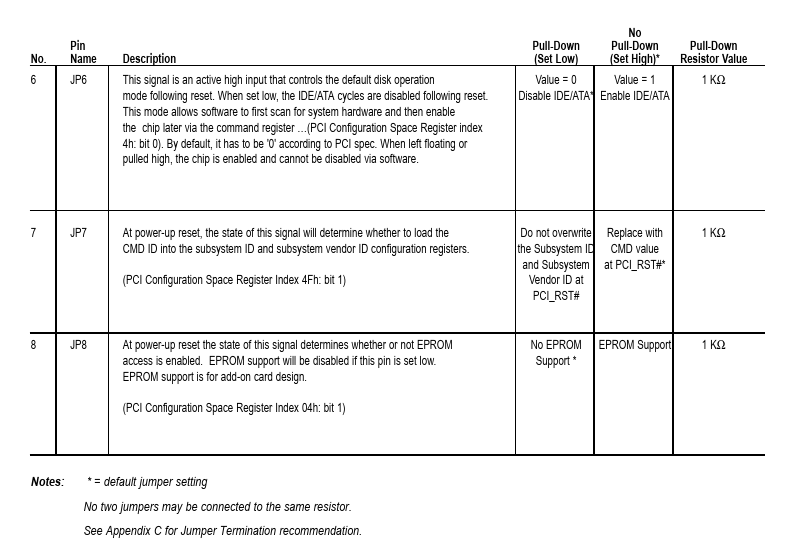 No. Pin Name Description Pull-Down (Set Low) No Pull-Down (Set High)* Pull-Down Resistor Value
6 JP6 This signal is an active high input that controls the default disk operation
mode following reset. When set low, the IDE/ATA cycles are disabled following reset.
This mode allows software to first scan for system hardware and then enable
the chip later via the command register …(PCI Configuration Space Register index
4h: bit 0). By default, it has to be '0' according to PCI spec. When left floating or
pulled high, the chip is enabled and cannot be disabled via software.
Value = 0
Disable IDE/ATA*
Value = 1
Enable IDE/ATA
1 KΩ
7 JP7 At power-up reset, the state of this signal will determine whether to load the
CMD ID into the subsystem ID and subsystem vendor ID configuration registers.
(PCI Configuration Space Register Index 4Fh: bit 1)
Do not overwrite
the Subsystem ID
and Subsystem
Vendor ID at
PCI_RST#
Replace with
CMD value
at PCI_RST#*
1 KΩ
8 JP8 At power-up reset the state of this signal determines whether or not EPROM
access is enabled. EPROM support will be disabled if this pin is set low.
EPROM support is for add-on card design.
(PCI Configuration Space Register Index 04h: bit 1)
No EPROM
Support *
EPROM Support
1 KΩ
Notes: * = default jumper setting
No two jumpers may be connected to the same resistor.
See Appendix C for Jumper Termination recommendation.